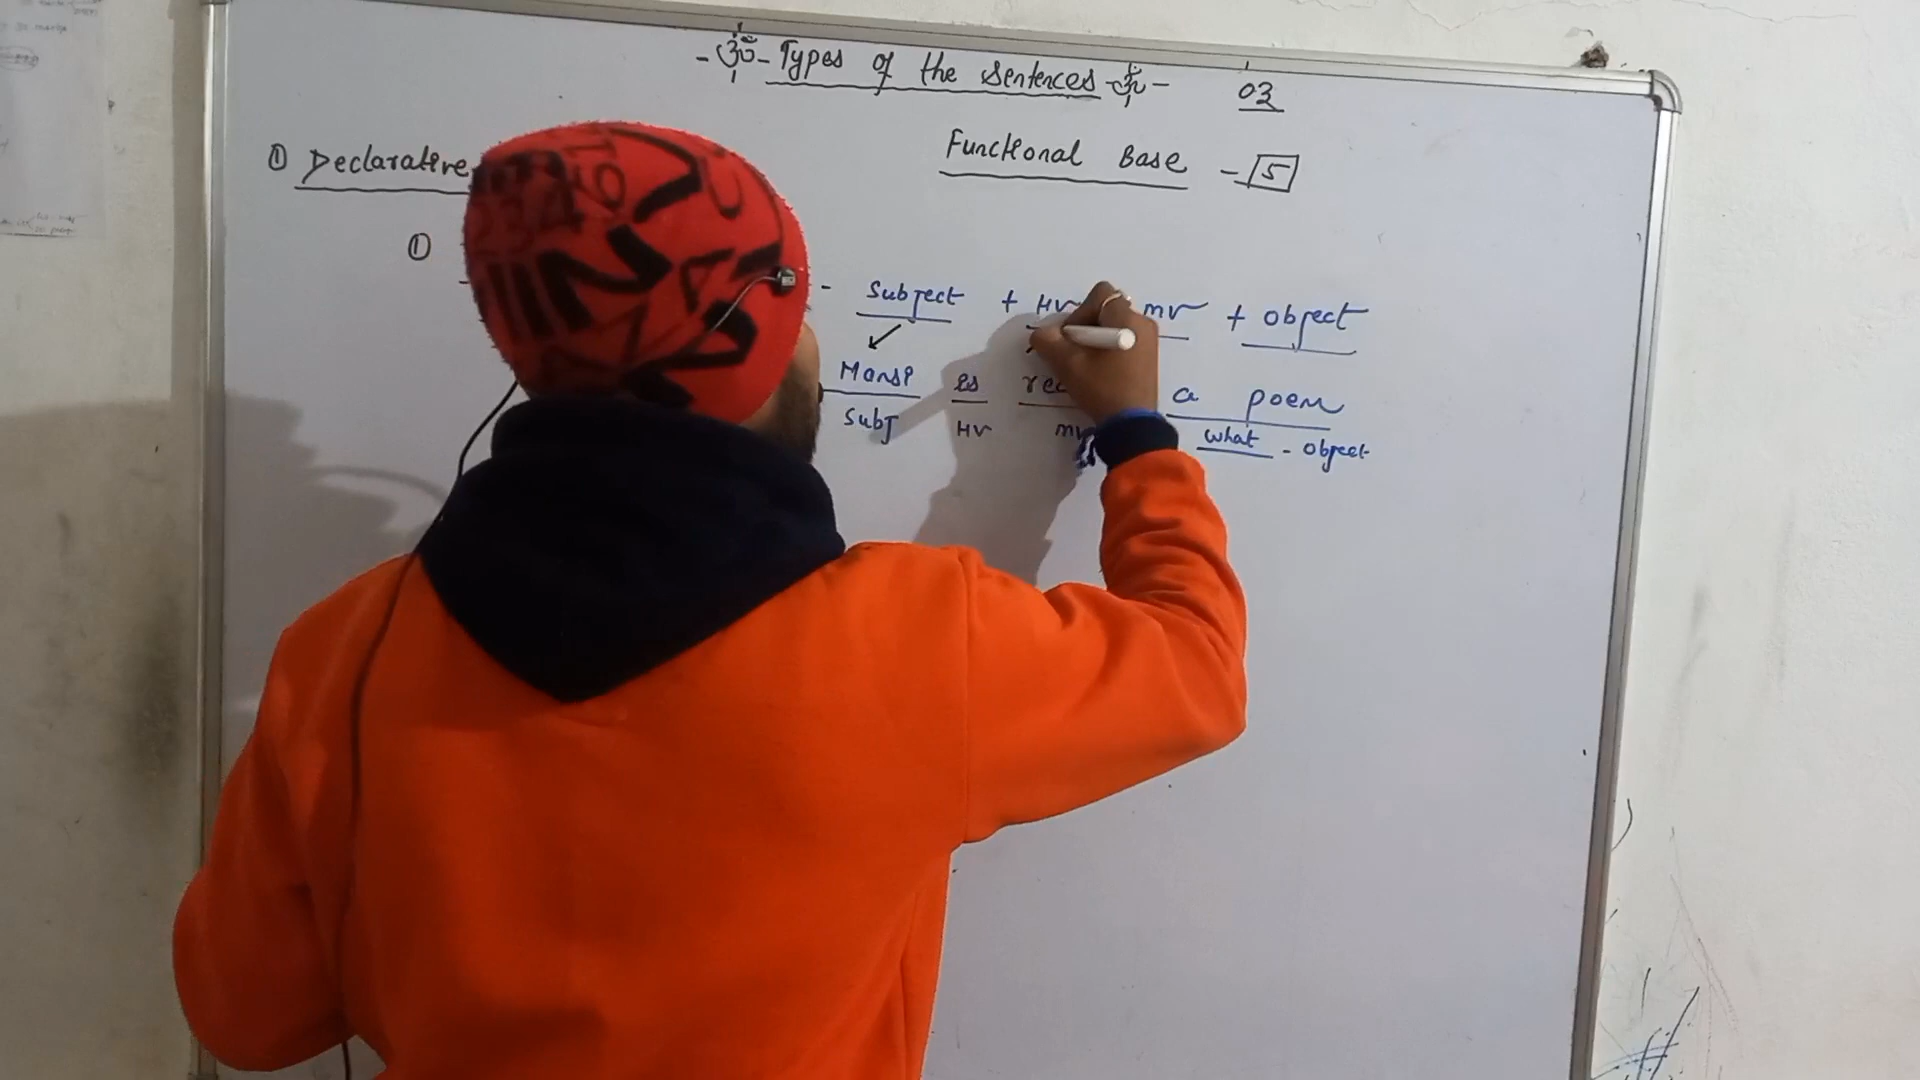 - ॐ - Types of the Sentences - ॐ - 03
① Declarative
Functional Base - 5
①
- Subject + HV mv + object
Mansi is a poem
Subj HV mv what - object